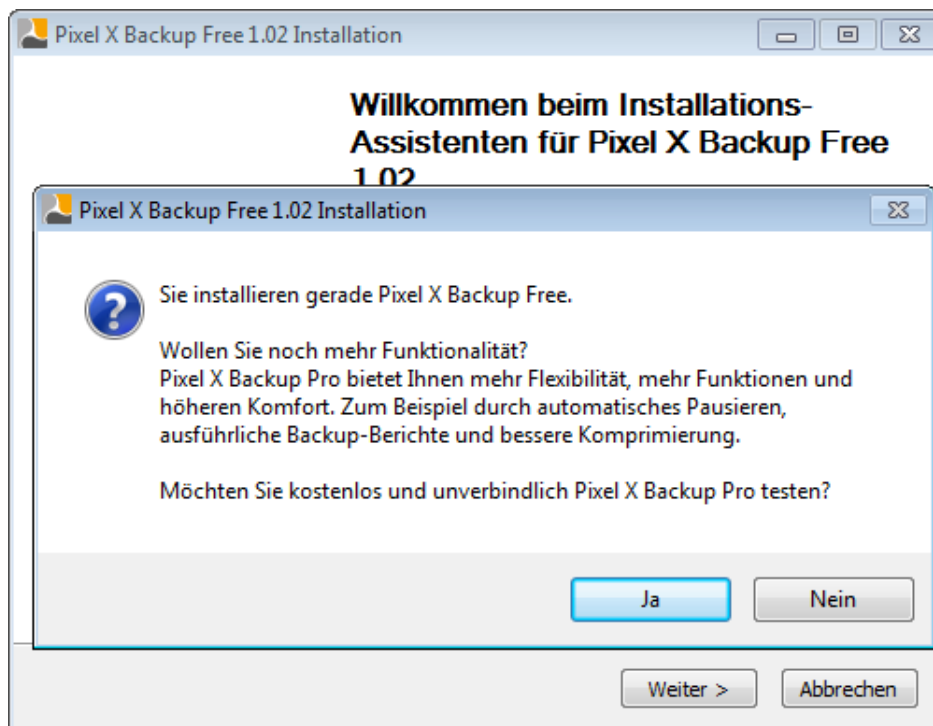 Pixel X Backup Free 1.02 Installation
Willkommen beim Installations-
Assistenten für Pixel X Backup Free
1.02
Pixel X Backup Free 1.02 Installation
Sie installieren gerade Pixel X Backup Free.
Wollen Sie noch mehr Funktionalität?
Pixel X Backup Pro bietet Ihnen mehr Flexibilität, mehr Funktionen und
höheren Komfort. Zum Beispiel durch automatisches Pausieren,
ausführliche Backup-Berichte und bessere Komprimierung.
Möchten Sie kostenlos und unverbindlich Pixel X Backup Pro testen?
Ja
Nein
Weiter >
Abbrechen